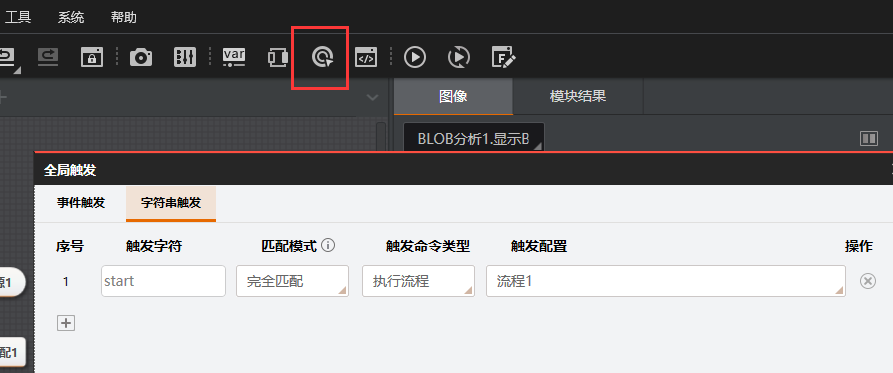 工具 系统 帮助
var
图像 模块结果
BLOB分析1.显示B
全局触发
事件触发 字符串触发
序号 触发字符 匹配模式 触发命令类型 触发配置 操作
源1 1 start 完全匹配 执行流程 流程1
配1